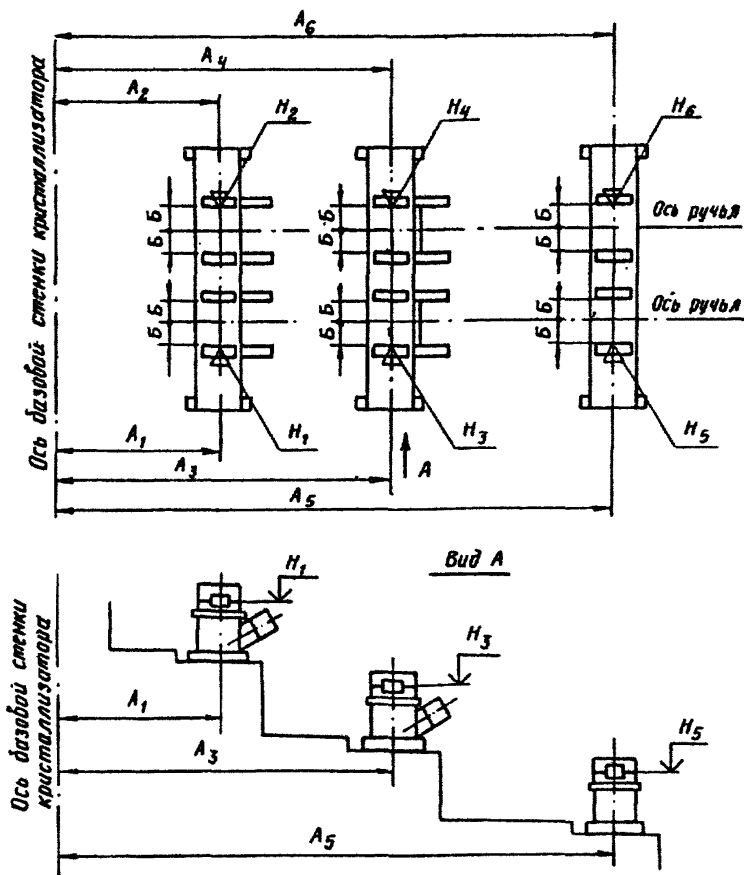 A6
A4
A2
H2
H4
H6
Ось базовой стенки кристаллизатора
Б Б
Б Б
Б Б
Ось ручья
Б Б
Б Б
Б Б
Ось ручья
H1
H3
H5
A1
A3
A
A5
Вид А
Ось базовой стенки
кристаллизатора
H1
H3
H5
A1
A3
A5